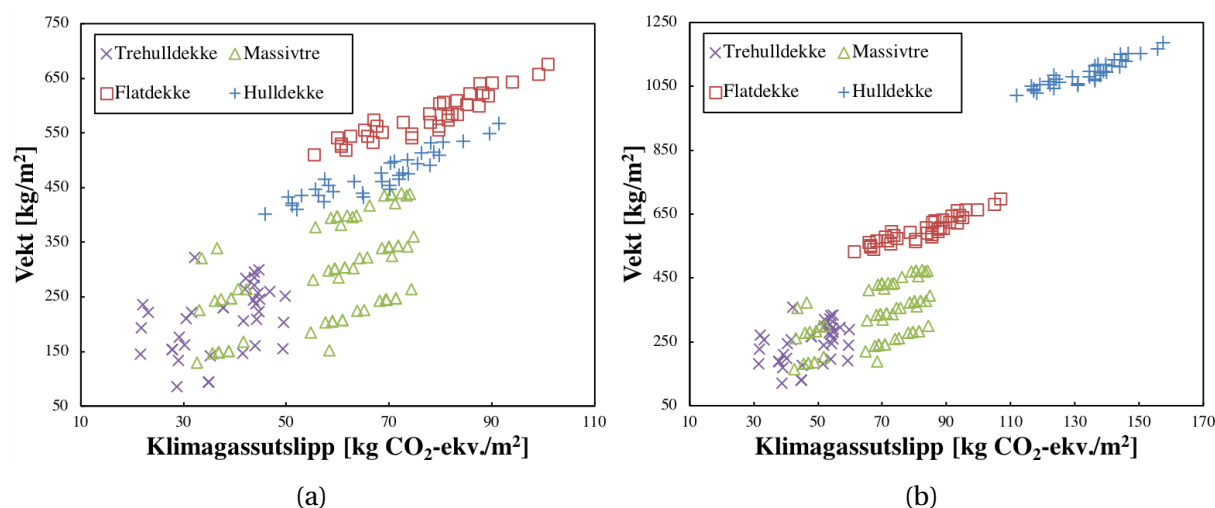 750
650
550
450
350
250
150
50
Vekt [kg/m²]
Trehulldekke
Massivtre
Flatdekke
Hulldekke
10 30 50 70 90 110
Klimagassutslipp [kg CO₂-ekv./m²]
(a)
1250
1050
850
650
450
250
50
Vekt [kg/m²]
Trehulldekke
Massivtre
Flatdekke
Hulldekke
10 30 50 70 90 110 130 150 170
Klimagassutslipp [kg CO₂-ekv./m²]
(b)